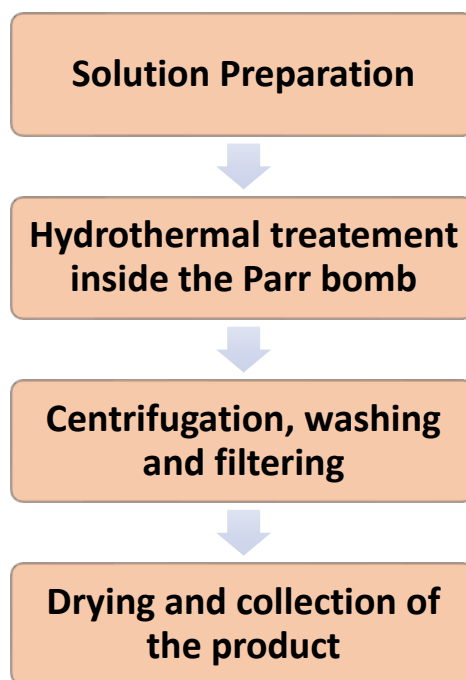 Solution Preparation
Hydrothermal treatement
inside the Parr bomb
Centrifugation, washing
and filtering
Drying and collection of
the product